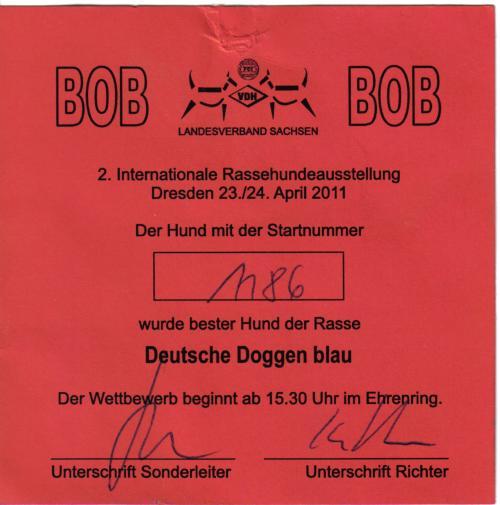 BOB BOB
FCI
VDH
LANDESVERBAND SACHSEN
2. Internationale Rassehundeausstellung
Dresden 23./24. April 2011
Der Hund mit der Startnummer
1186
wurde bester Hund der Rasse
Deutsche Doggen blau
Der Wettbewerb beginnt ab 15.30 Uhr im Ehrenring.
Unterschrift Sonderleiter Unterschrift Richter